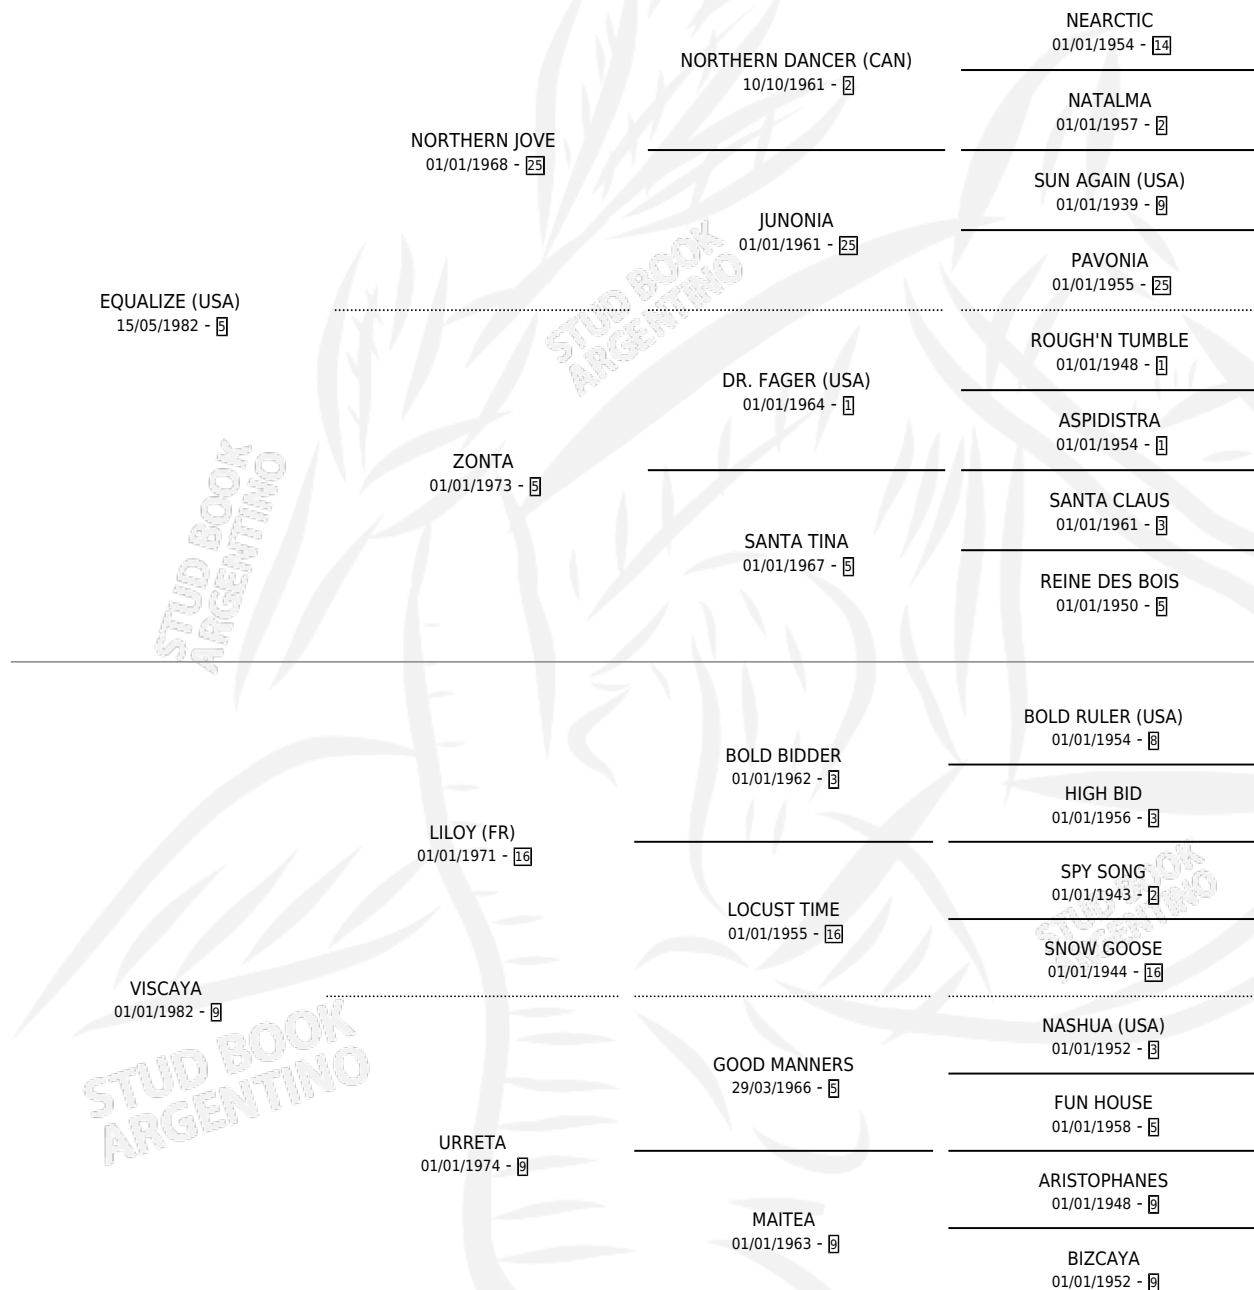 NEARCTIC
01/01/1954 - 14
NORTHERN DANCER (CAN)
10/10/1961 - 2
NATALMA
01/01/1957 - 2
NORTHERN JOVE
01/01/1968 - 25
SUN AGAIN (USA)
01/01/1939 - 9
JUNONIA
01/01/1961 - 25
PAVONIA
01/01/1955 - 25
EQUALIZE (USA)
15/05/1982 - 5
ROUGH'N TUMBLE
01/01/1948 - 1
DR. FAGER (USA)
01/01/1964 - 1
ASPIDISTRA
01/01/1954 - 1
ZONTA
01/01/1973 - 5
SANTA CLAUS
01/01/1961 - 3
SANTA TINA
01/01/1967 - 5
REINE DES BOIS
01/01/1950 - 5
BOLD RULER (USA)
01/01/1954 - 8
BOLD BIDDER
01/01/1962 - 3
HIGH BID
01/01/1956 - 3
LILOY (FR)
01/01/1971 - 16
SPY SONG
01/01/1943 - 2
LOCUST TIME
01/01/1955 - 16
SNOW GOOSE
01/01/1944 - 16
VISCAYA
01/01/1982 - 9
NASHUA (USA)
01/01/1952 - 3
GOOD MANNERS
29/03/1966 - 5
FUN HOUSE
01/01/1958 - 5
URRETA
01/01/1974 - 9
ARISTOPHANES
01/01/1948 - 9
MAITEA
01/01/1963 - 9
BIZCAYA
01/01/1952 - 9
STUD BOOK
ARGENTINO
STUD BOOK
ARGENTINO
STUD BOOK
ARGENTINO
STUD BOOK
ARGENTINO